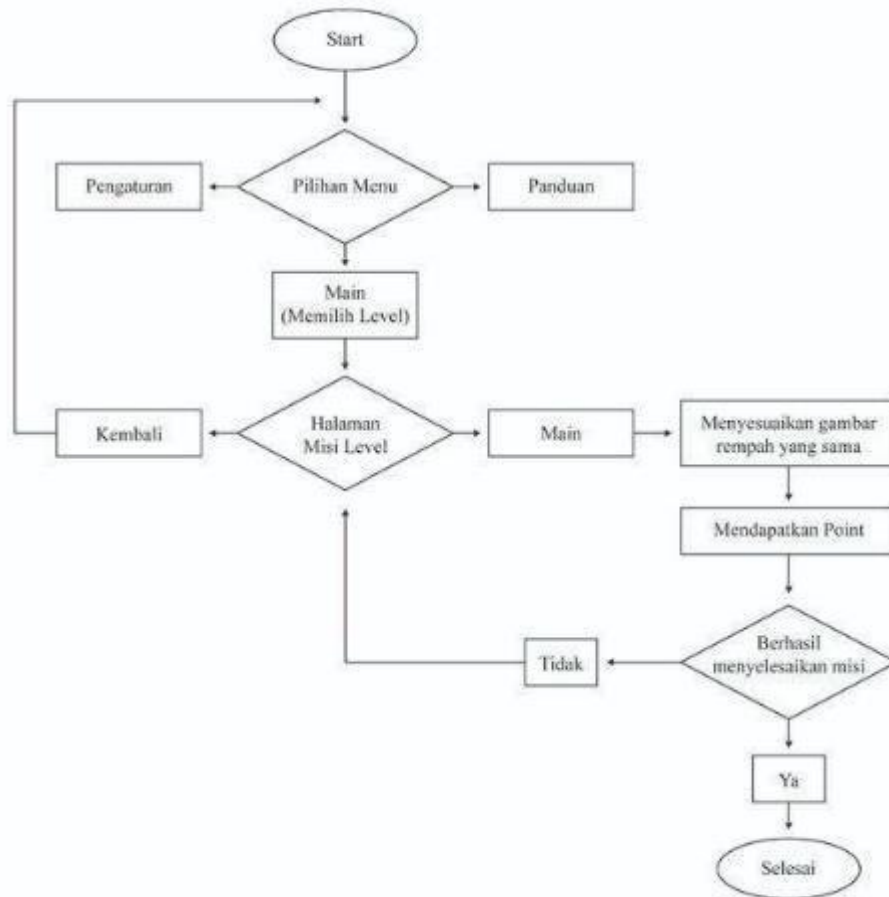 Start
Pengaturan
Pilihan Menu
Panduan
Main
(Memilih Level)
Kembali
Halaman
Misi Level
Main
Menyesuaikan gambar
rempah yang sama
Mendapatkan Point
Berhasil
menyelesaikan misi
Tidak
Ya
Selesai